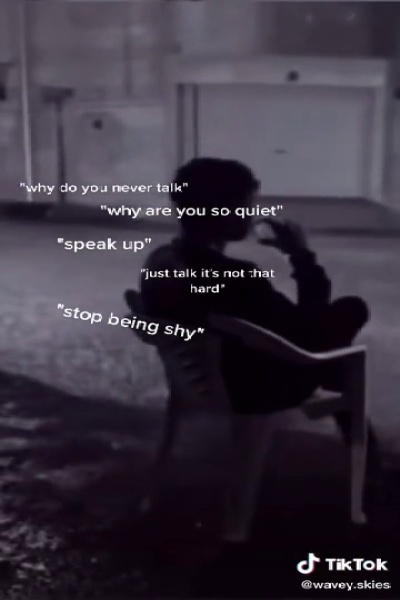 "why do you never talk"
"why are you so quiet"
"speak up"
"just talk it's not that
hard"
"stop being shy"
TikTok
@wavey.skies